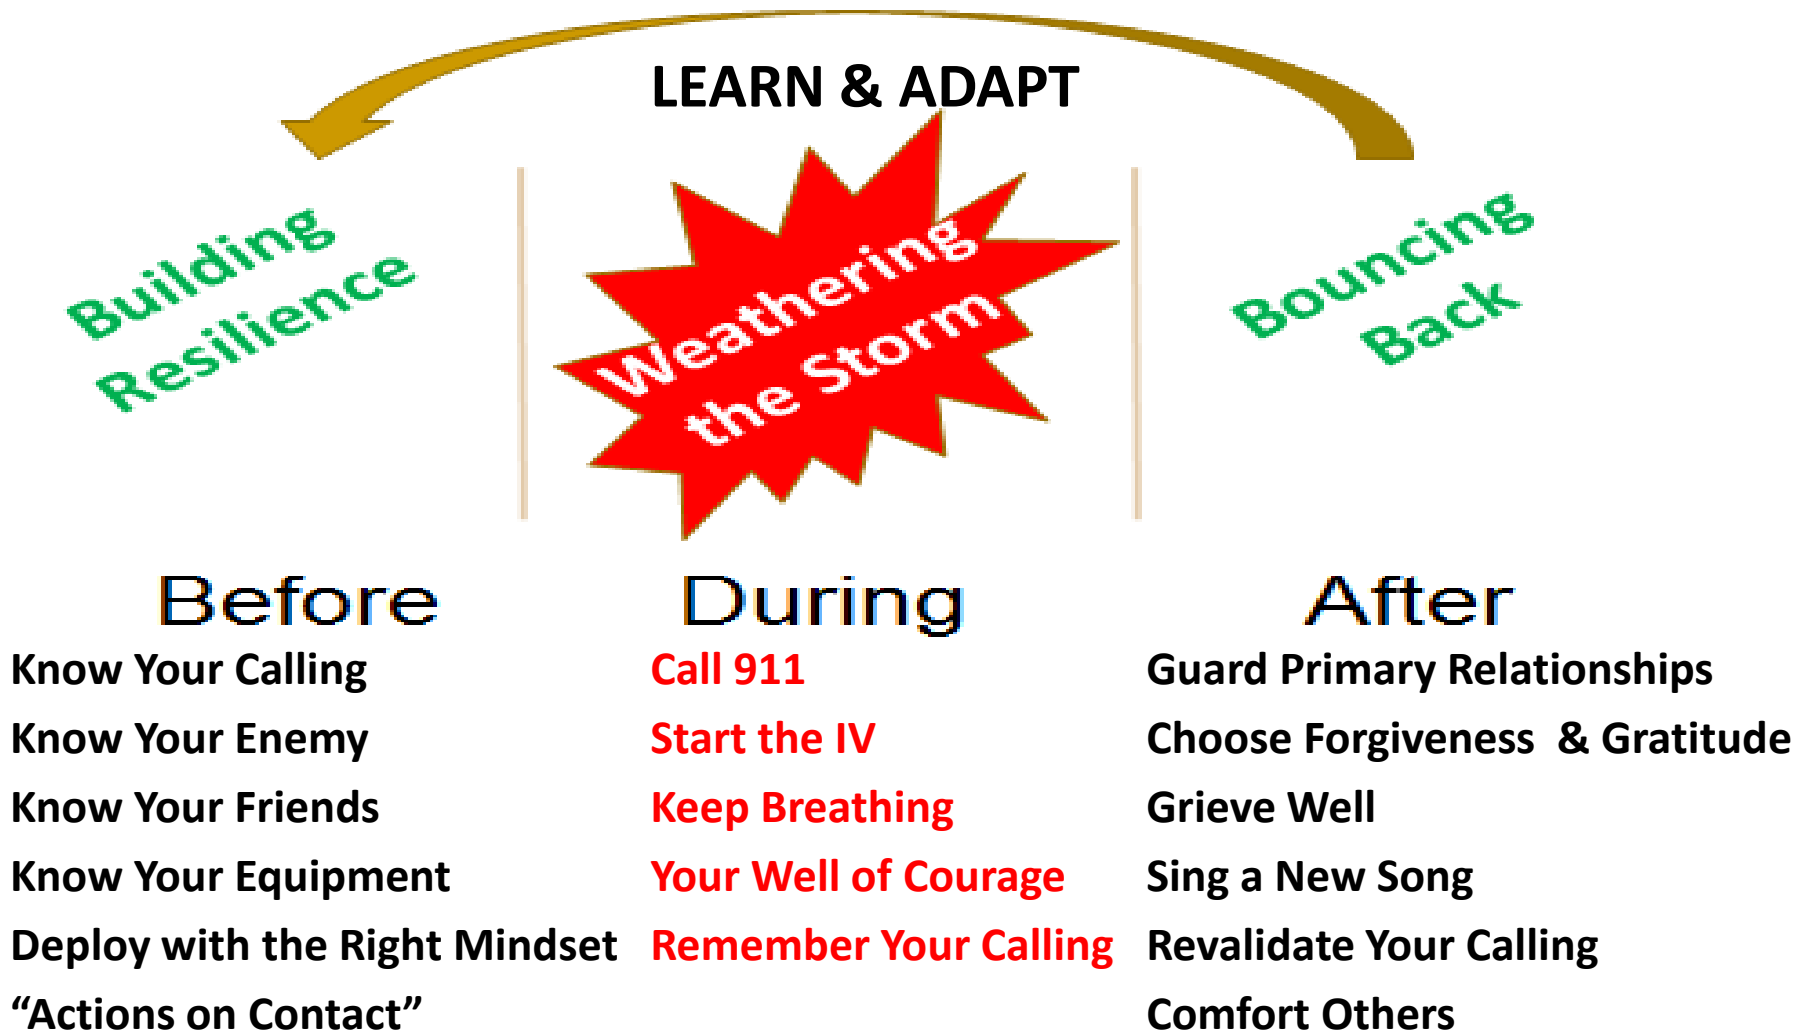 LEARN & ADAPT
Building
Resilience
Weathering
the Storm
Bouncing
Back
Before
Know Your Calling
Know Your Enemy
Know Your Friends
Know Your Equipment
Deploy with the Right Mindset
“Actions on Contact”
During
Call 911
Start the IV
Keep Breathing
Your Well of Courage
Remember Your Calling
After
Guard Primary Relationships
Choose Forgiveness  & Gratitude
Grieve Well
Sing a New Song
Revalidate Your Calling
Comfort Others